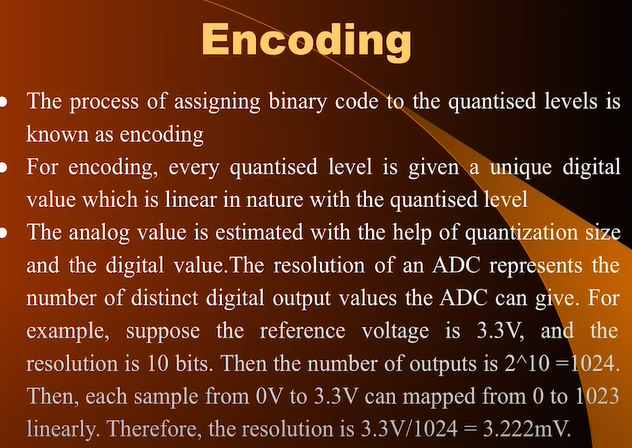 Encoding
● The process of assigning binary code to the quantised levels is
known as encoding
● For encoding, every quantised level is given a unique digital
value which is linear in nature with the quantised level
● The analog value is estimated with the help of quantization size
and the digital value.The resolution of an ADC represents the
number of distinct digital output values the ADC can give. For
example, suppose the reference voltage is 3.3V, and the
resolution is 10 bits. Then the number of outputs is 2^10 =1024.
Then, each sample from 0V to 3.3V can mapped from 0 to 1023
linearly. Therefore, the resolution is 3.3V/1024 = 3.222mV.